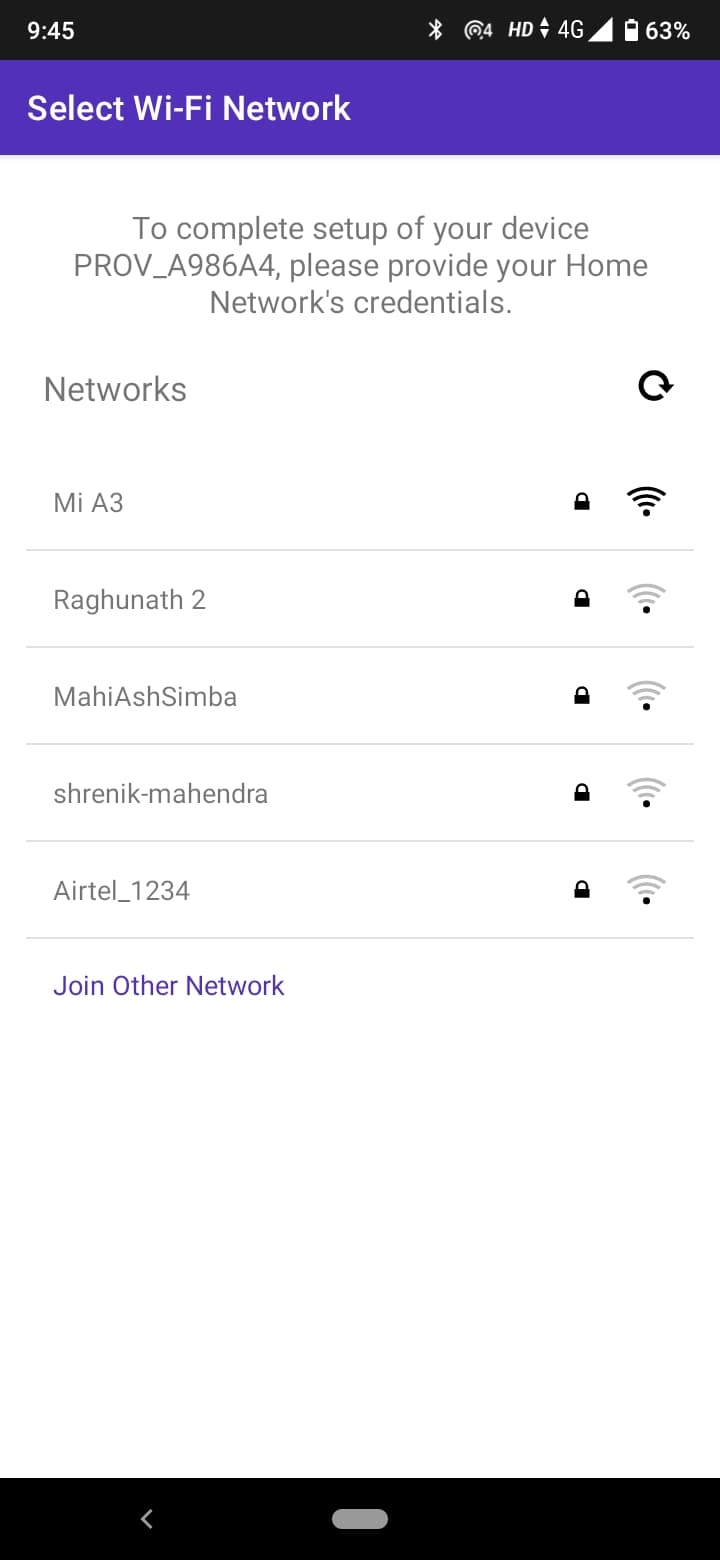 9:45 4 HD 4G 63%
Select Wi-Fi Network
To complete setup of your device
PROV_A986A4, please provide your Home
Network's credentials.
Networks
Mi A3
Raghunath 2
MahiAshSimba
shrenik-mahendra
Airtel_1234
Join Other Network